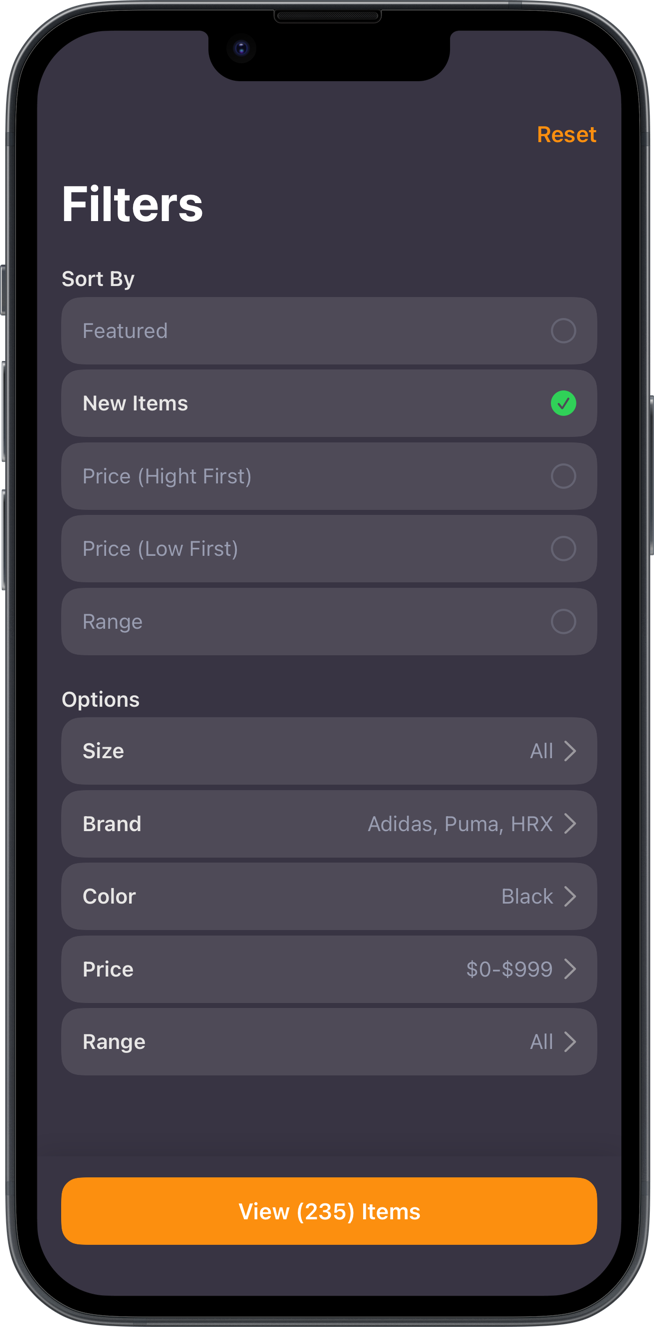 Reset
Filters
Sort By
Featured
New Items
Price (Hight First)
Price (Low First)
Range
Options
Size All
Brand Adidas, Puma, HRX
Color Black
Price $0-$999
Range All
View (235) Items